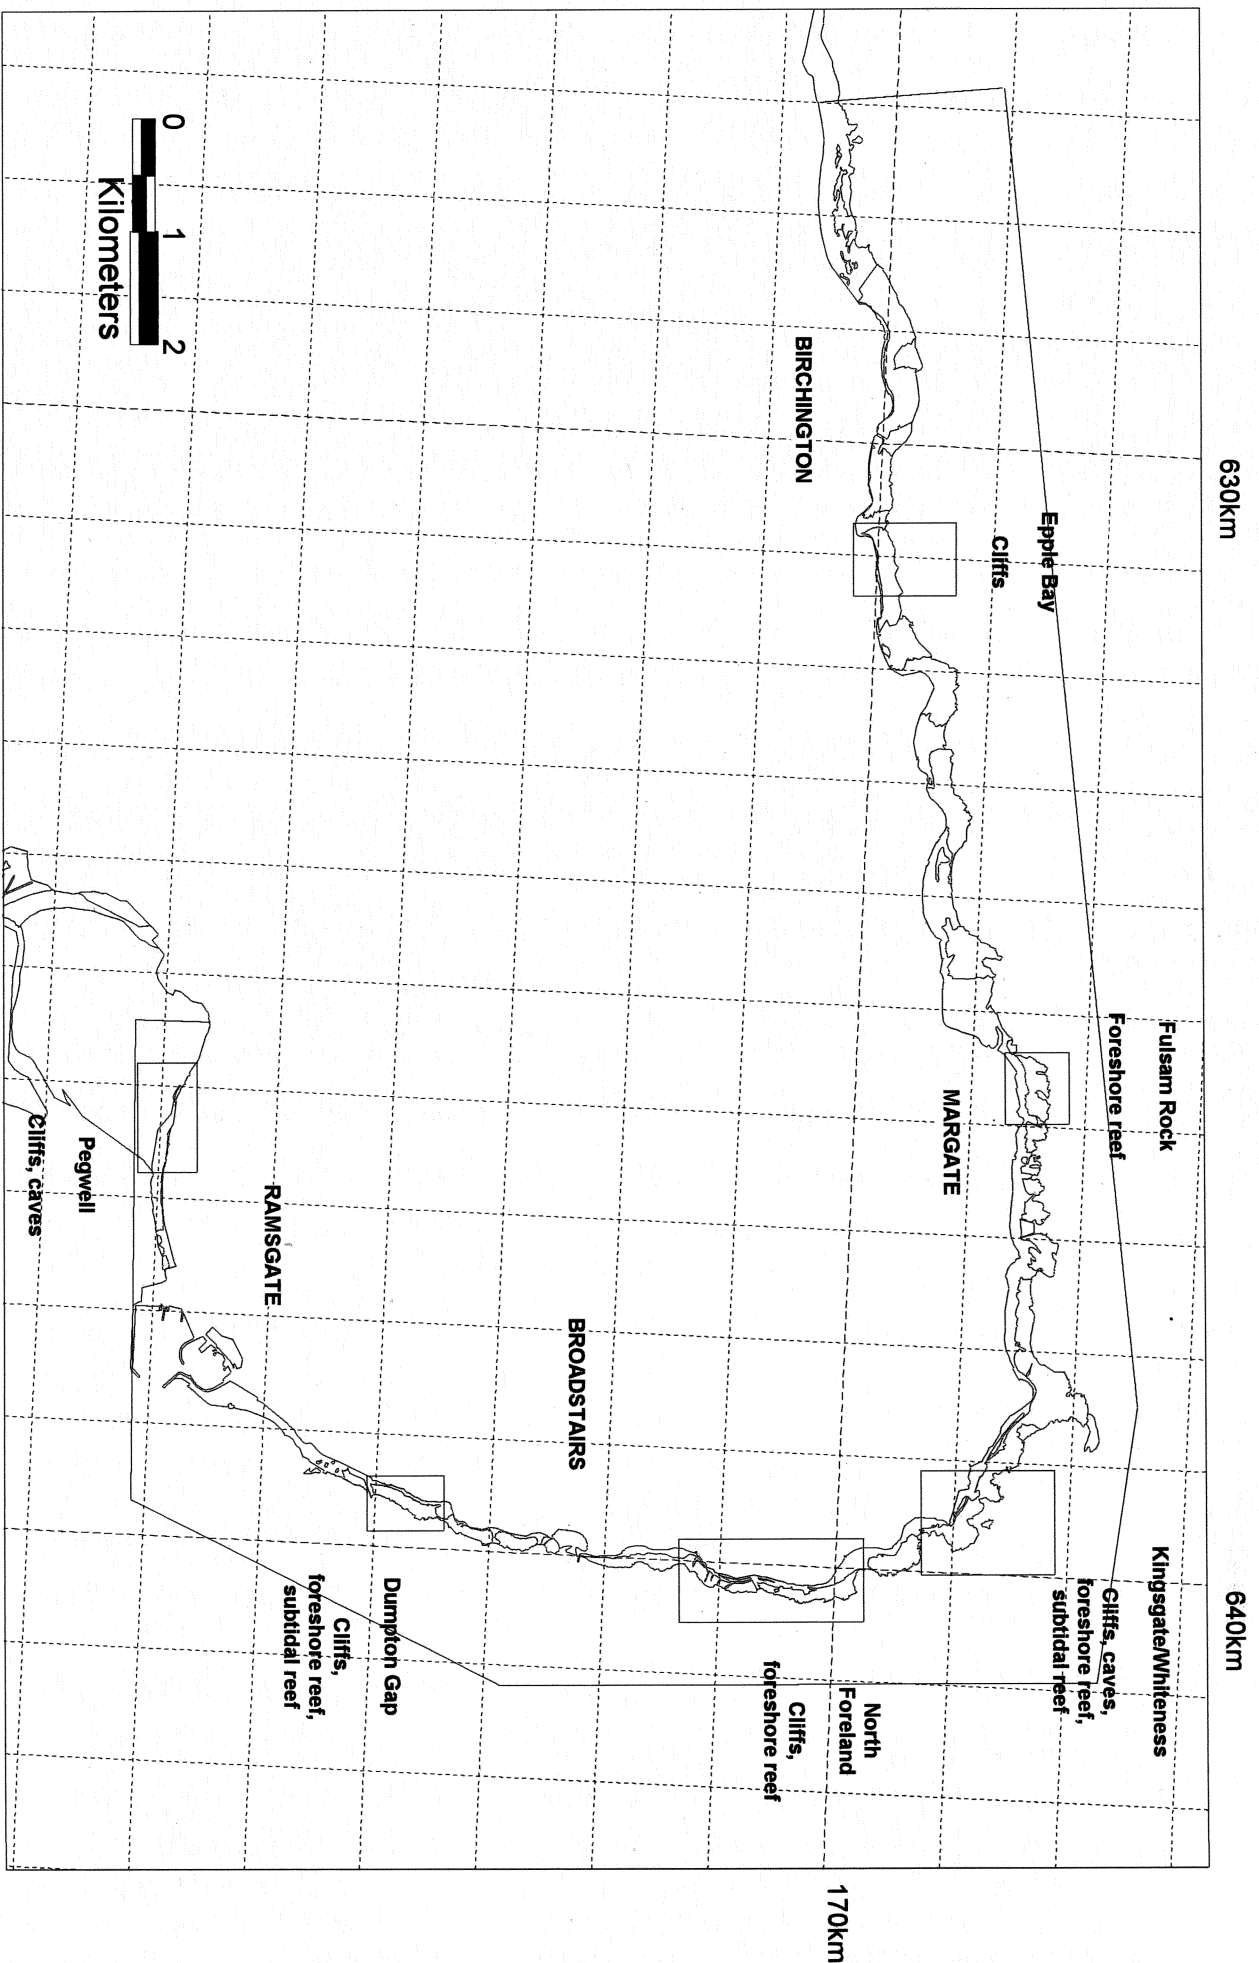 630km
640km
170km
Epple Bay
Cliffs
Fulsam Rock
Foreshore reef
Kingsgate/Whiteness
Cliffs, caves,
foreshore reef,
subtidal reef
BIRCHINGTON
MARGATE
North
Foreland
Cliffs,
foreshore reef
BROADSTAIRS
Dumpton Gap
Cliffs,
foreshore reef,
subtidal reef
RAMSGATE
Pegwell
Cliffs, caves
0 1 2
Kilometers